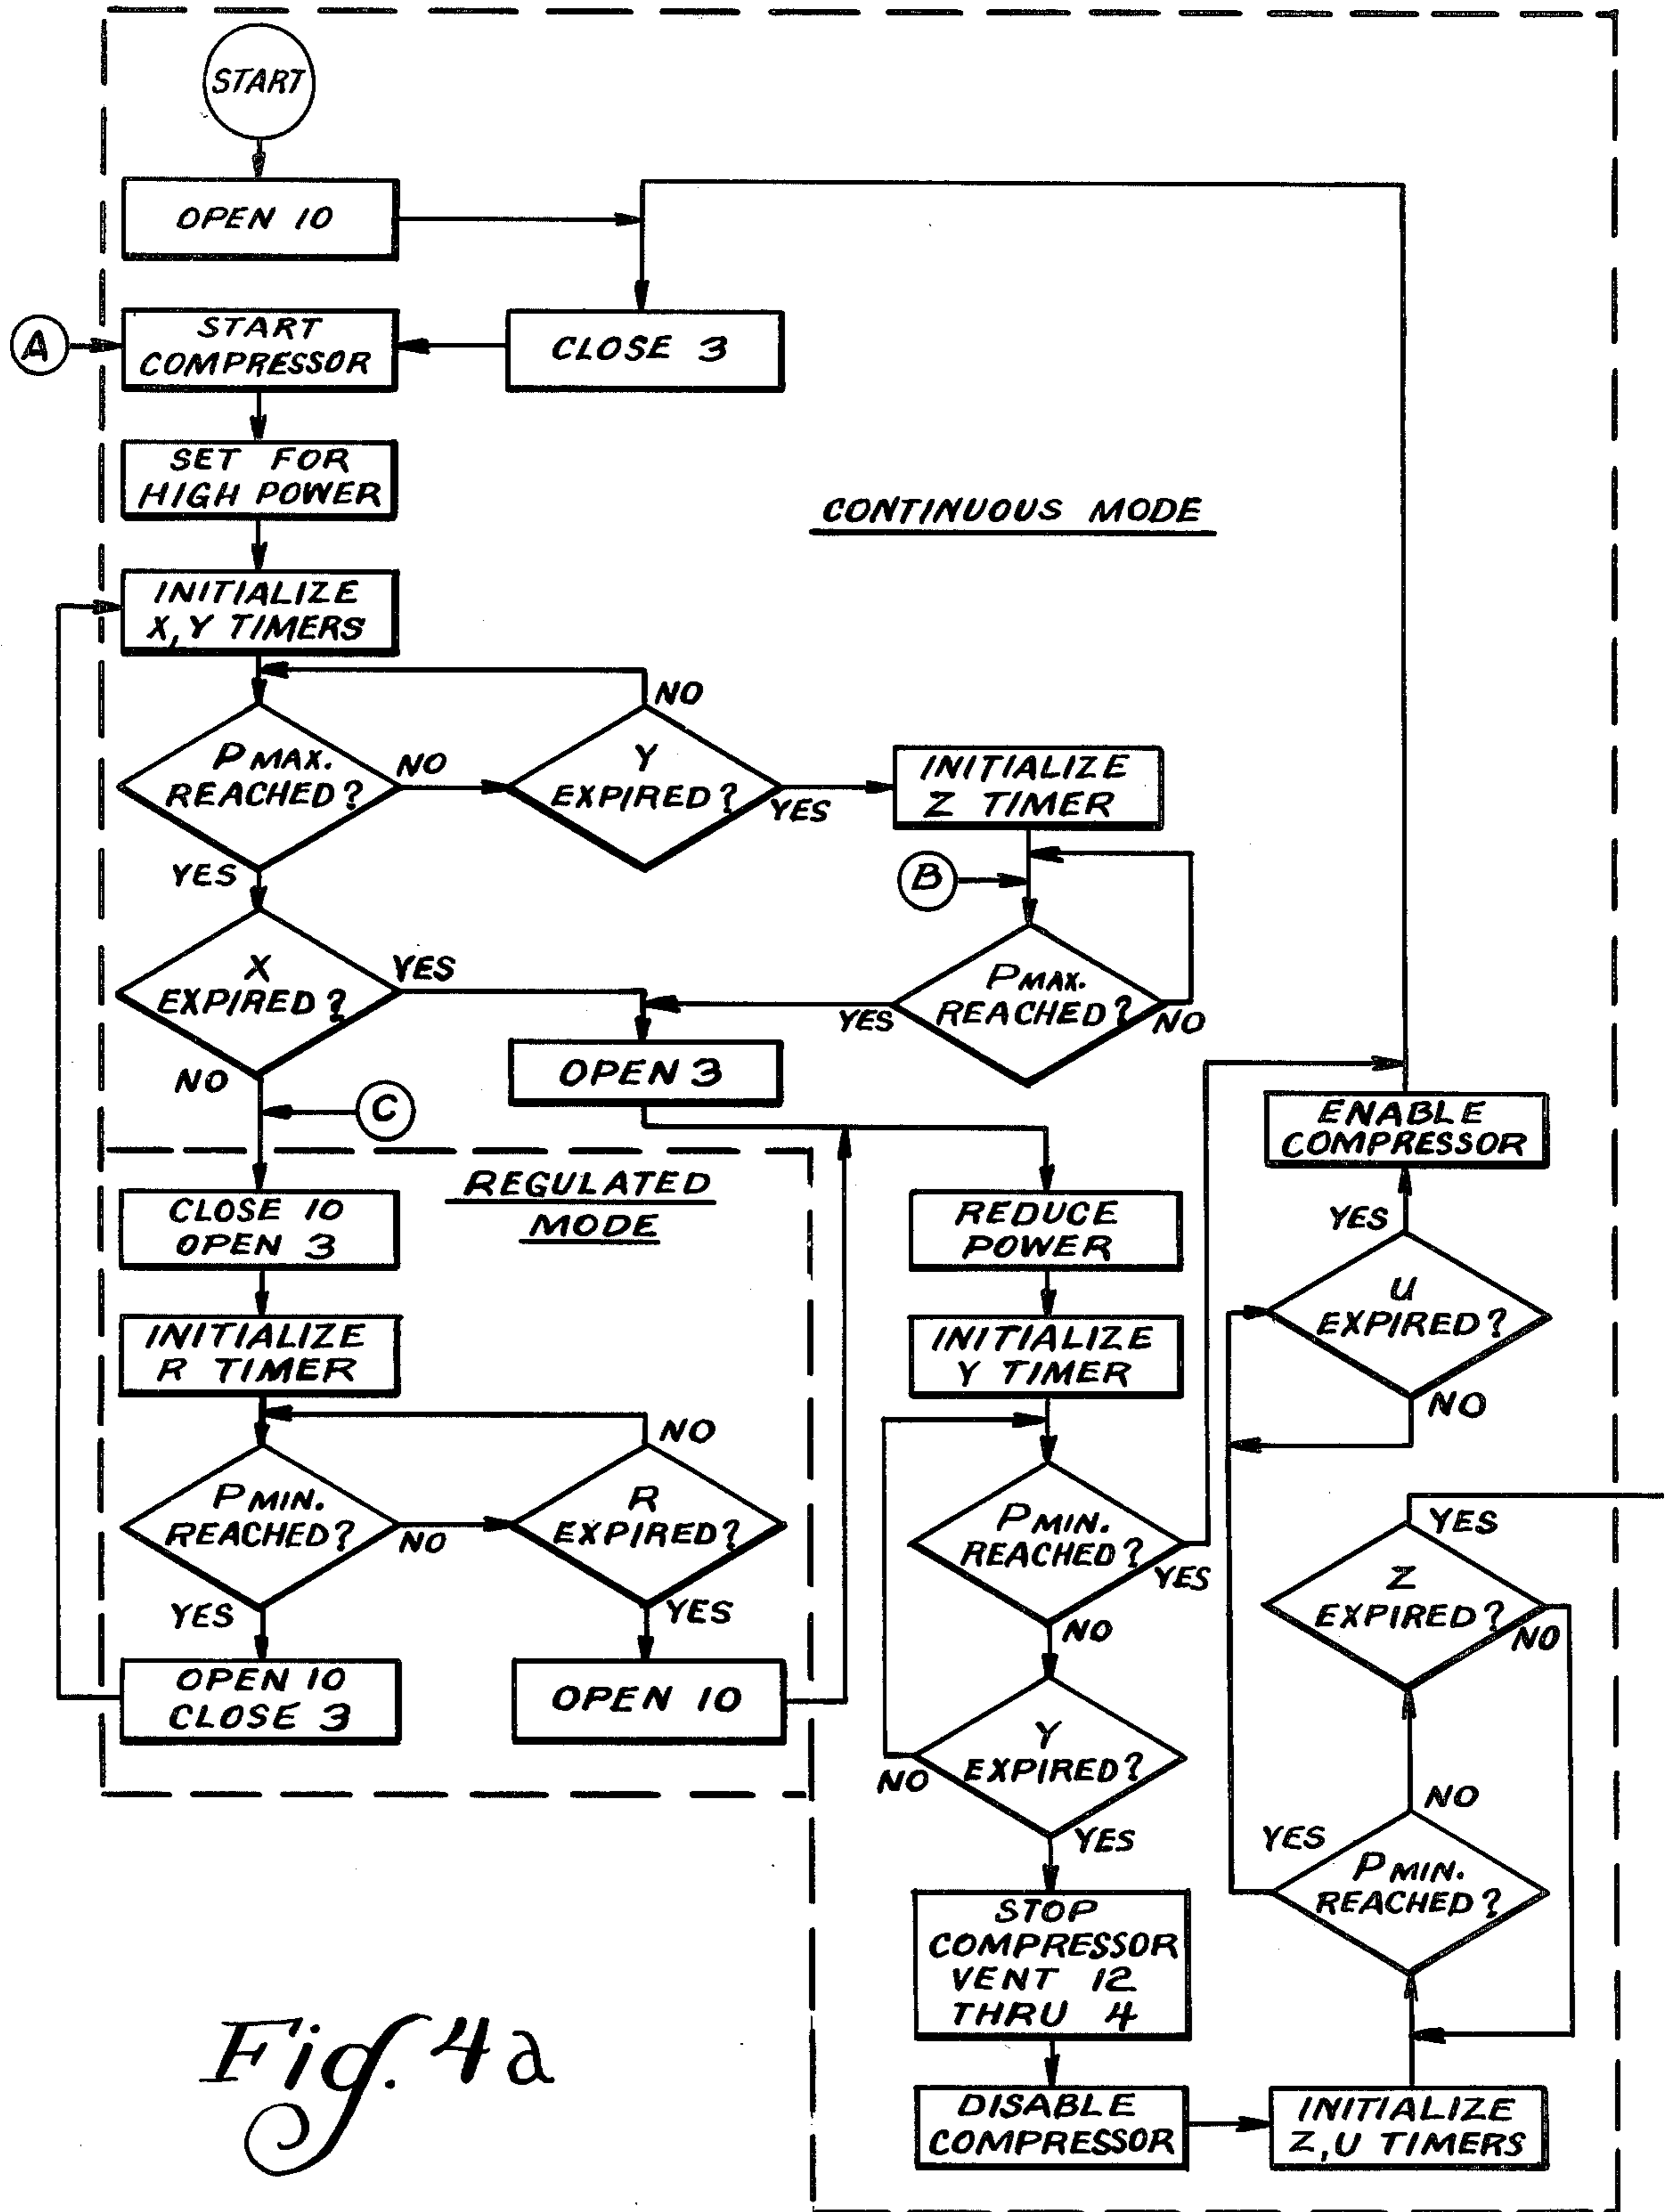 START
OPEN 10
A
START
COMPRESSOR
CLOSE 3
SET FOR
HIGH POWER
CONTINUOUS MODE
INITIALIZE
X, Y TIMERS
NO
P MAX.
REACHED?
NO
Y
EXPIRED?
YES
INITIALIZE
Z TIMER
YES
B
X
EXPIRED?
YES
P MAX.
REACHED?
YES
NO
OPEN 3
NO
C
ENABLE
COMPRESSOR
REGULATED
MODE
CLOSE 10
OPEN 3
REDUCE
POWER
YES
U
EXPIRED?
NO
INITIALIZE
R TIMER
INITIALIZE
Y TIMER
NO
P MIN.
REACHED?
NO
R
EXPIRED?
YES
YES
P MIN.
REACHED?
YES
NO
YES
Z
EXPIRED?
NO
OPEN 10
CLOSE 3
OPEN 10
Y
EXPIRED?
NO
YES
NO
YES
P MIN.
REACHED?
STOP
COMPRESSOR
VENT 12
THRU 4
DISABLE
COMPRESSOR
INITIALIZE
Z, U TIMERS
Fig. 4a